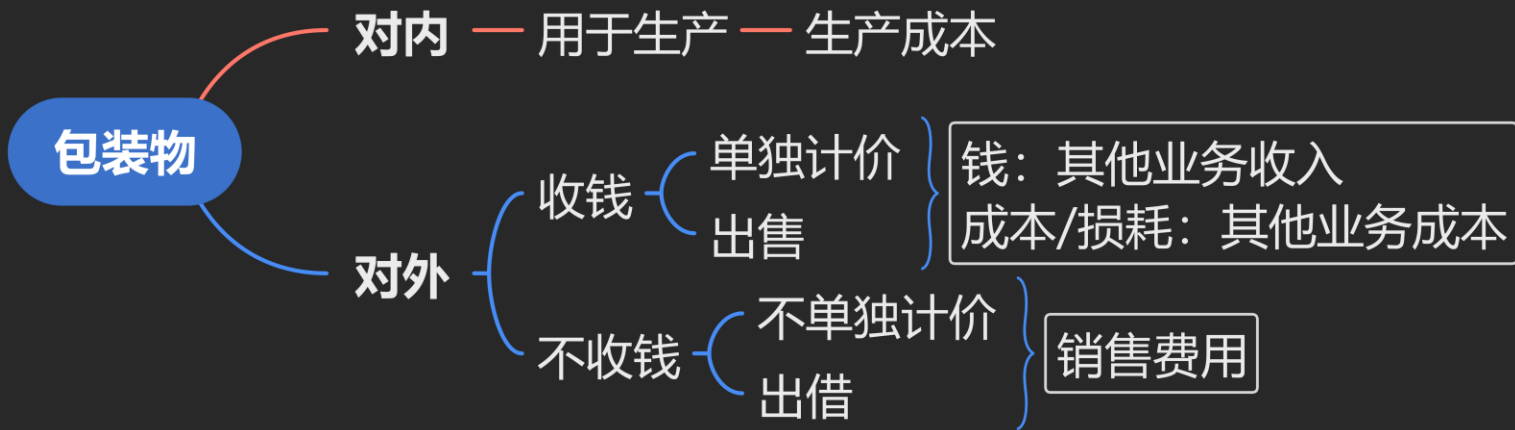 包装物
对内
用于生产
生产成本
对外
收钱
单独计价
出售
钱：其他业务收入
成本/损耗：其他业务成本
不收钱
不单独计价
出借
销售费用